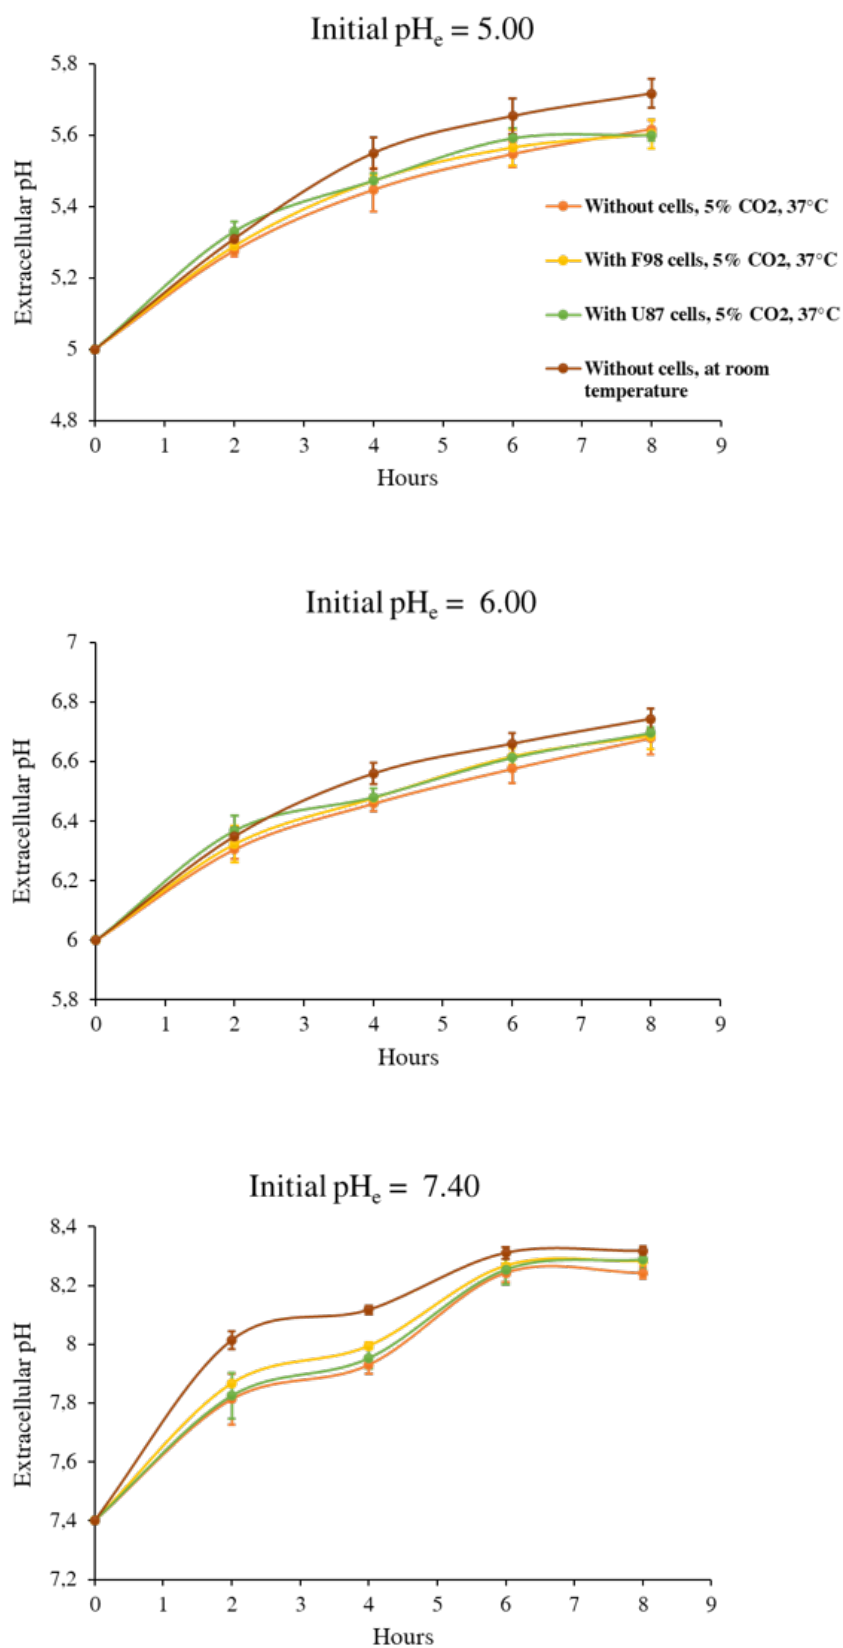 Initial pHe = 5.00
5,8
5,6
5,4
5,2
5
4,8
Extracellular pH
0 1 2 3 4 5 6 7 8 9
Hours
Without cells, 5% CO2, 37°C
With F98 cells, 5% CO2, 37°C
With U87 cells, 5% CO2, 37°C
Without cells, at room
temperature
Initial pHe = 6.00
7
6,8
6,6
6,4
6,2
6
5,8
Extracellular pH
0 1 2 3 4 5 6 7 8 9
Hours
Initial pHe = 7.40
8,4
8,2
8
7,8
7,6
7,4
7,2
Extracellular pH
0 1 2 3 4 5 6 7 8 9
Hours